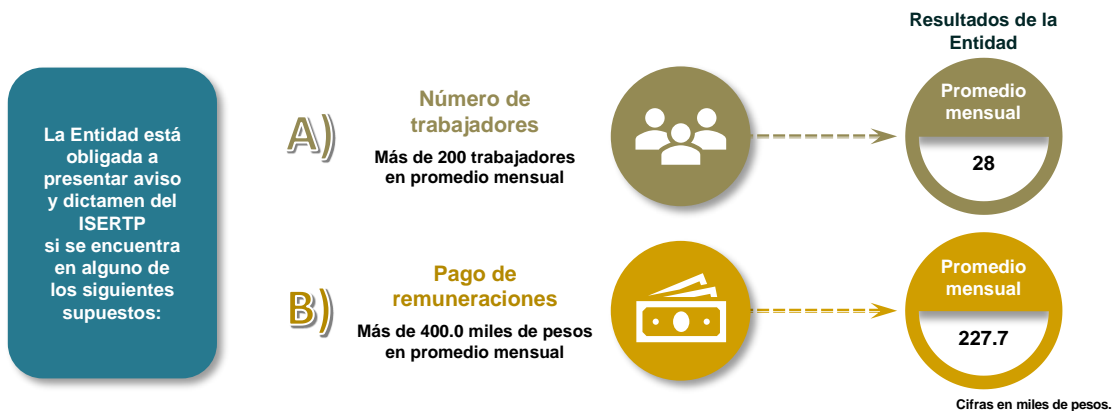 La Entidad está
obligada a
presentar aviso
y dictamen del
ISERTP
si se encuentra
en alguno de
los siguientes
supuestos:
A)
Número de
trabajadores
Más de 200 trabajadores
en promedio mensual
Resultados de la
Entidad
Promedio
mensual
28
B)
Pago de
remuneraciones
Más de 400.0 miles de pesos
en promedio mensual
Promedio
mensual
227.7
Cifras en miles de pesos.